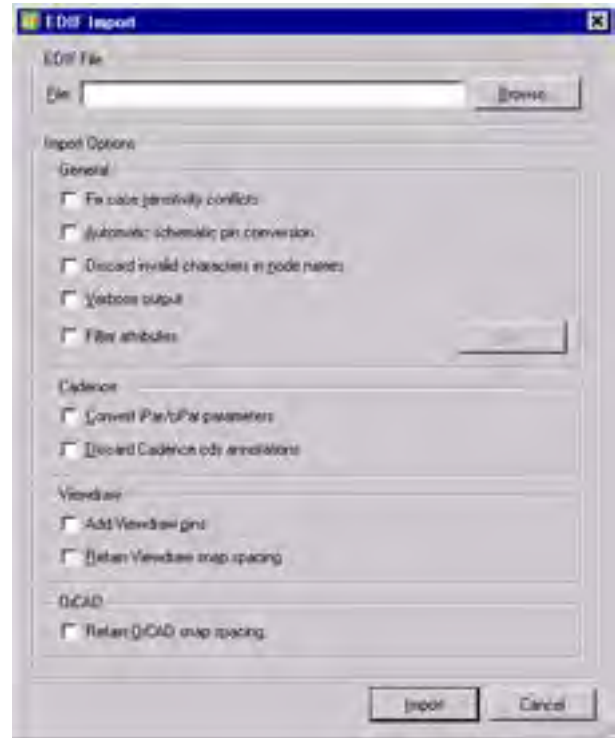 EDIF Import
EDIF File
File:
Browse...
Import Options
General
Fix case sensitivity conflicts
Automatic schematic pin conversion
Discard invalid characters in node names
Verbose output
Filter attributes
Cadence
Convert iPar/oPar parameters
Discard Cadence cds annotations
Viewdraw
Add Viewdraw pins
Retain Viewdraw snap spacing
OrCAD
Retain OrCAD snap spacing
Import
Cancel